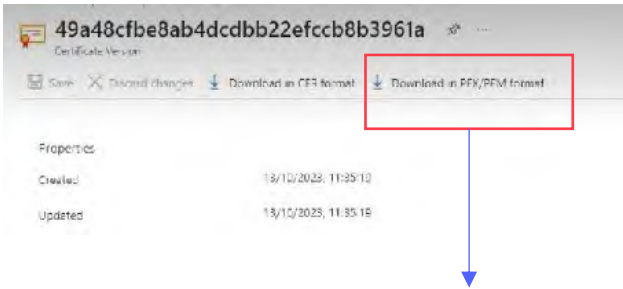 49a48cfbe8ab4dcdbb22efccb8b3961a
Certificate Version
Save Discard changes Download in CER format Download in PFX/PEM format
Properties
Created 13/10/2023, 11:35:19
Updated 13/10/2023, 11:35:19